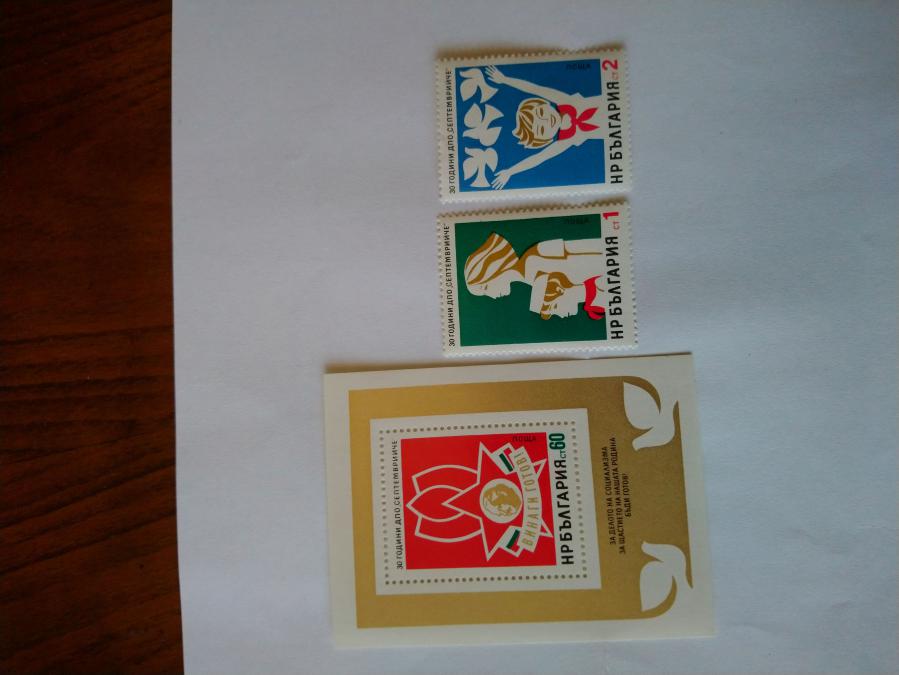 30 ГОДИНИ ДПО „СЕПТЕМВРИЙЧЕ“
ПОЩА
НР БЪЛГАРИЯ СТ 2
30 ГОДИНИ ДПО „СЕПТЕМВРИЙЧЕ“
ПОЩА
НР БЪЛГАРИЯ СТ 1
30 ГОДИНИ ДПО „СЕПТЕМВРИЙЧЕ“
ПОЩА
ВИНАГИ ГОТОВ!
НР БЪЛГАРИЯ СТ 60
ЗА ДЕЛОТО НА СОЦИАЛИЗМА
ЗА ЩАСТИЕТО НА НАШАТА РОДИНА
БЪДИ ГОТОВ!